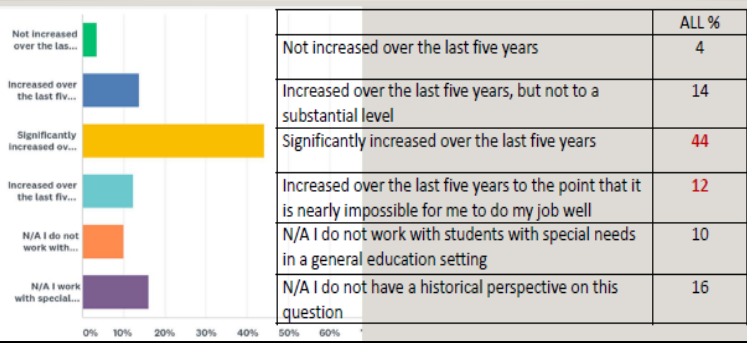 ALL %
Not increased
over the las...
Not increased over the last five years
4
Increased over
the last fiv...
Increased over the last five years, but not to a
substantial level
14
Significantly
increased ov...
Significantly increased over the last five years
44
Increased over
the last fiv...
Increased over the last five years to the point that it
is nearly impossible for me to do my job well
12
N/A I do not
work with...
N/A I do not work with students with special needs
in a general education setting
10
N/A I work
with special...
N/A I do not have a historical perspective on this
question
16
0% 10% 20% 30% 40% 50% 60%